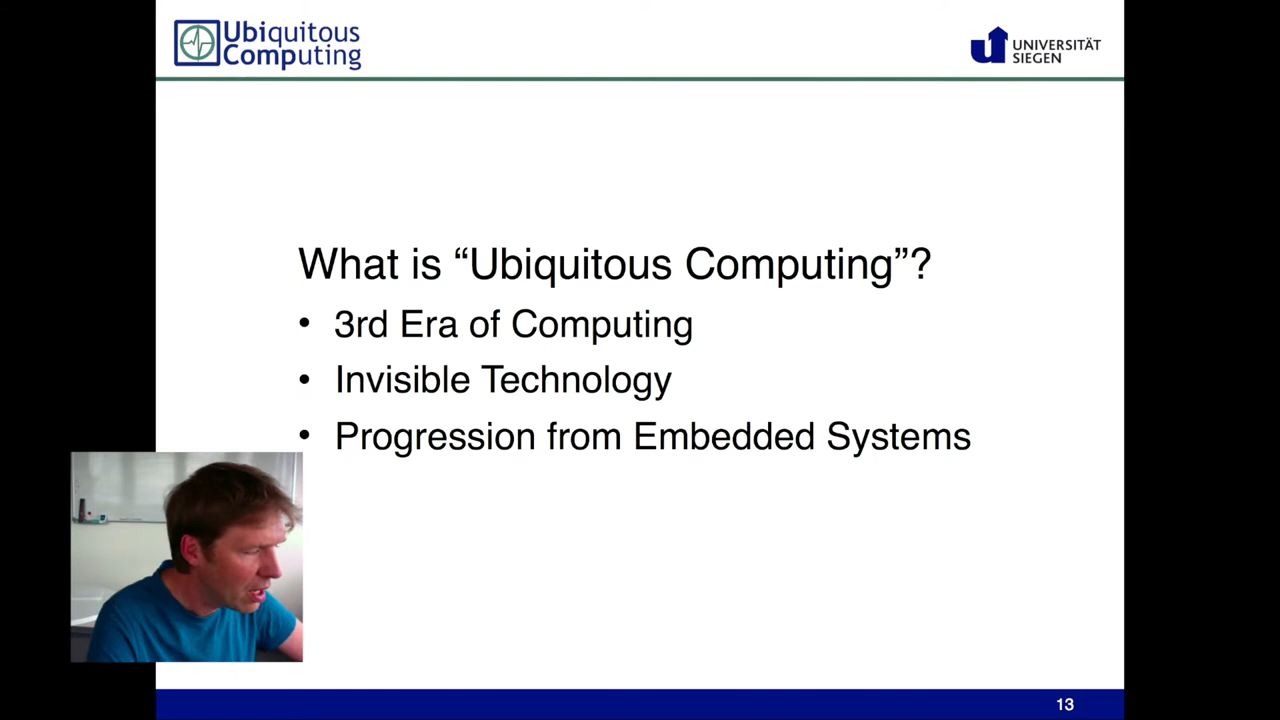 Ubiquitous
Computing
UNIVERSITÄT
SIEGEN
What is “Ubiquitous Computing”?
• 3rd Era of Computing
• Invisible Technology
• Progression from Embedded Systems
13